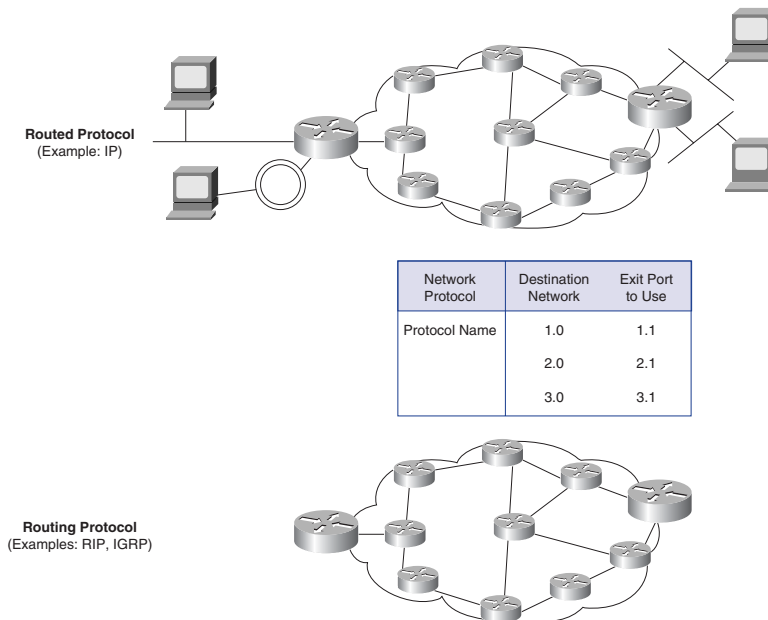 Routed Protocol
(Example: IP)
Network
Protocol
Destination
Network
Exit Port
to Use
Protocol Name
1.0
1.1
2.0
2.1
3.0
3.1
Routing Protocol
(Examples: RIP, IGRP)